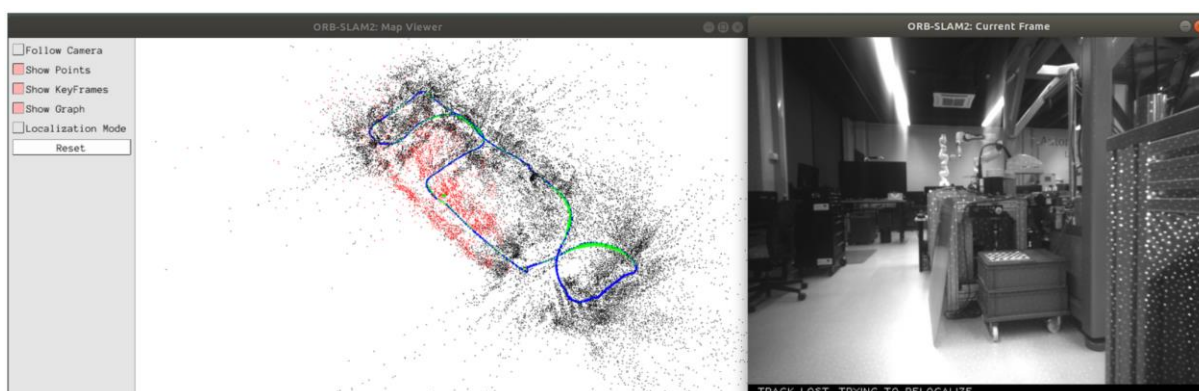 ORB-SLAM2: Map Viewer
Follow Camera
Show Points
Show KeyFrames
Show Graph
Localization Mode
Reset
ORB-SLAM2: Current Frame
TRACK LOST. TRYING TO RELOCALIZE